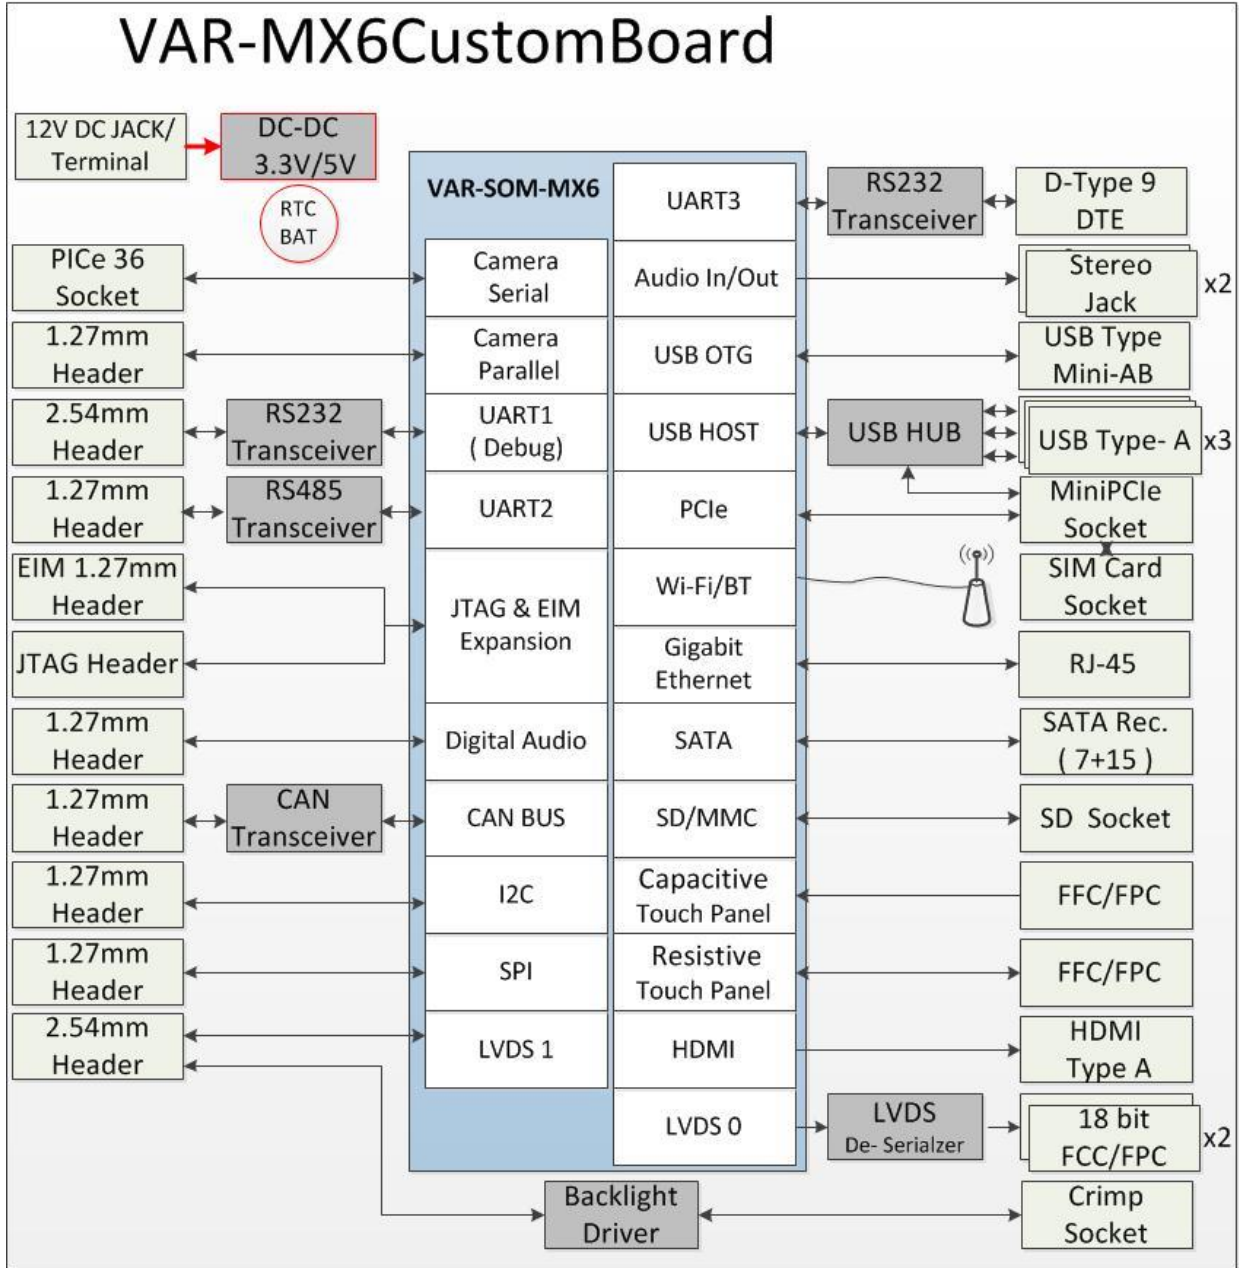 VAR-MX6CustomBoard
12V DC JACK/
Terminal
DC-DC
3.3V/5V
RTC
BAT
PICe 36
Socket
1.27mm
Header
2.54mm
Header
RS232
Transceiver
1.27mm
Header
RS485
Transceiver
EIM 1.27mm
Header
JTAG Header
1.27mm
Header
1.27mm
Header
CAN
Transceiver
1.27mm
Header
1.27mm
Header
2.54mm
Header
VAR-SOM-MX6
Camera
Serial
Camera
Parallel
UART1
( Debug)
UART2
JTAG & EIM
Expansion
Digital Audio
CAN BUS
I2C
SPI
LVDS 1
UART3
Audio In/Out
USB OTG
USB HOST
PCIe
Wi-Fi/BT
Gigabit
Ethernet
SATA
SD/MMC
Capacitive
Touch Panel
Resistive
Touch Panel
HDMI
LVDS 0
RS232
Transceiver
D-Type 9
DTE
Stereo
Jack
x2
USB Type
Mini-AB
USB HUB
USB Type- A
x3
MiniPCIe
Socket
SIM Card
Socket
RJ-45
SATA Rec.
( 7+15 )
SD Socket
FFC/FPC
FFC/FPC
HDMI
Type A
LVDS
De- Serialzer
18 bit
FCC/FPC
x2
Backlight
Driver
Crimp
Socket